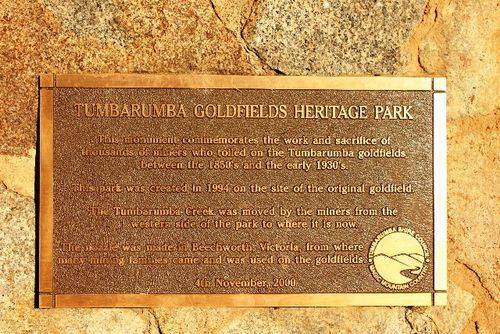 TUMBARUMBA GOLDFIELDS HERITAGE PARK
This monument commemorates the work and sacrifice of
thousands of miners who toiled on the Tumbarumba goldfields
between the 1850's and the early 1930's.
This park was created in 1994 on the site of the original goldfield.
The Tumbarumba Creek was moved by the miners from the
western side of the park to where it is now.
The was made in Beechworth, Victoria, from where
many mining families came and was used on the goldfields
4th November, 2000
TUMBARUMBA SHIRE COUNCIL
MOUNTAIN